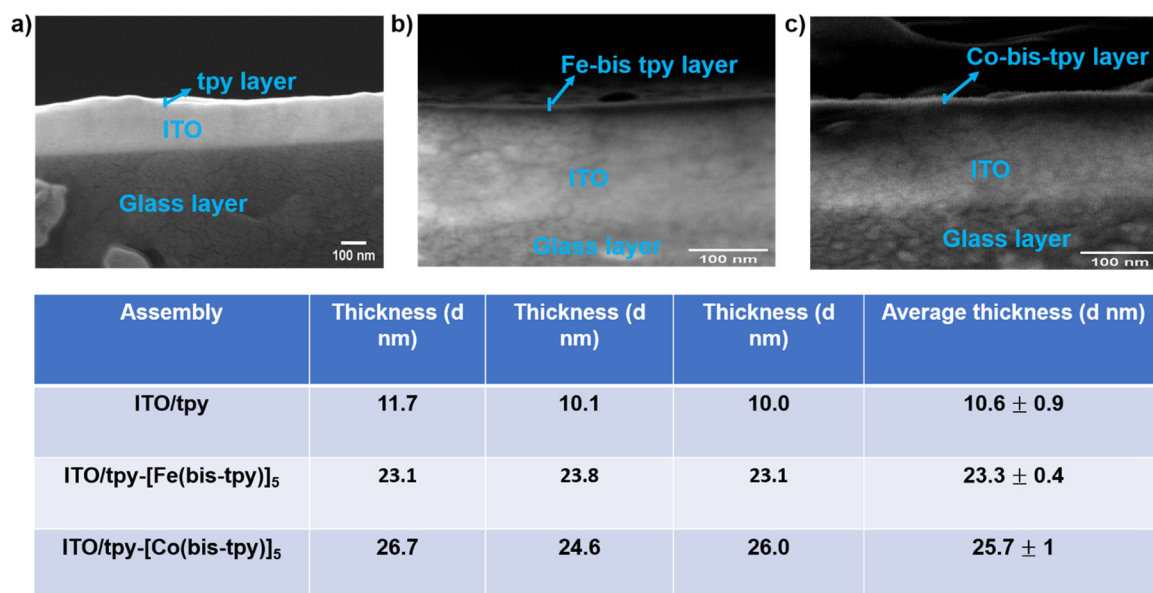 a)
tpy layer
ITO
Glass layer
100 nm
b)
Fe-bis tpy layer
ITO
Glass layer
100 nm
c)
Co-bis-tpy layer
ITO
Glass layer
100 nm
Assembly Thickness (d nm) Thickness (d nm) Thickness (d nm) Average thickness (d nm)
ITO/tpy 11.7 10.1 10.0 10.6 ± 0.9
ITO/tpy-[Fe(bis-tpy)]₅ 23.1 23.8 23.1 23.3 ± 0.4
ITO/tpy-[Co(bis-tpy)]₅ 26.7 24.6 26.0 25.7 ± 1